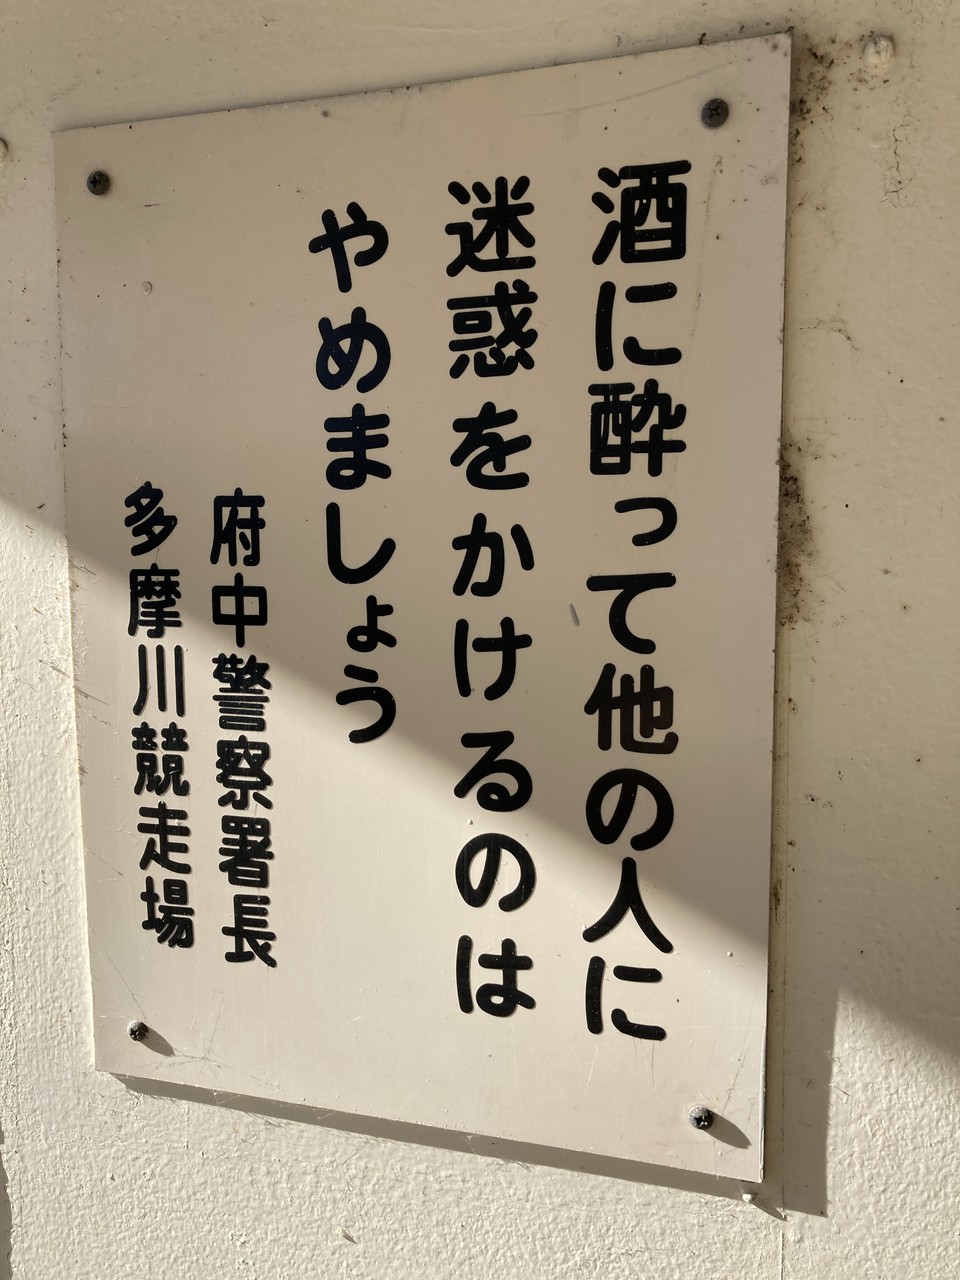 酒に酔って他の人に
迷惑をかけるのは
やめましょう
府中警察署長
多摩川競走場